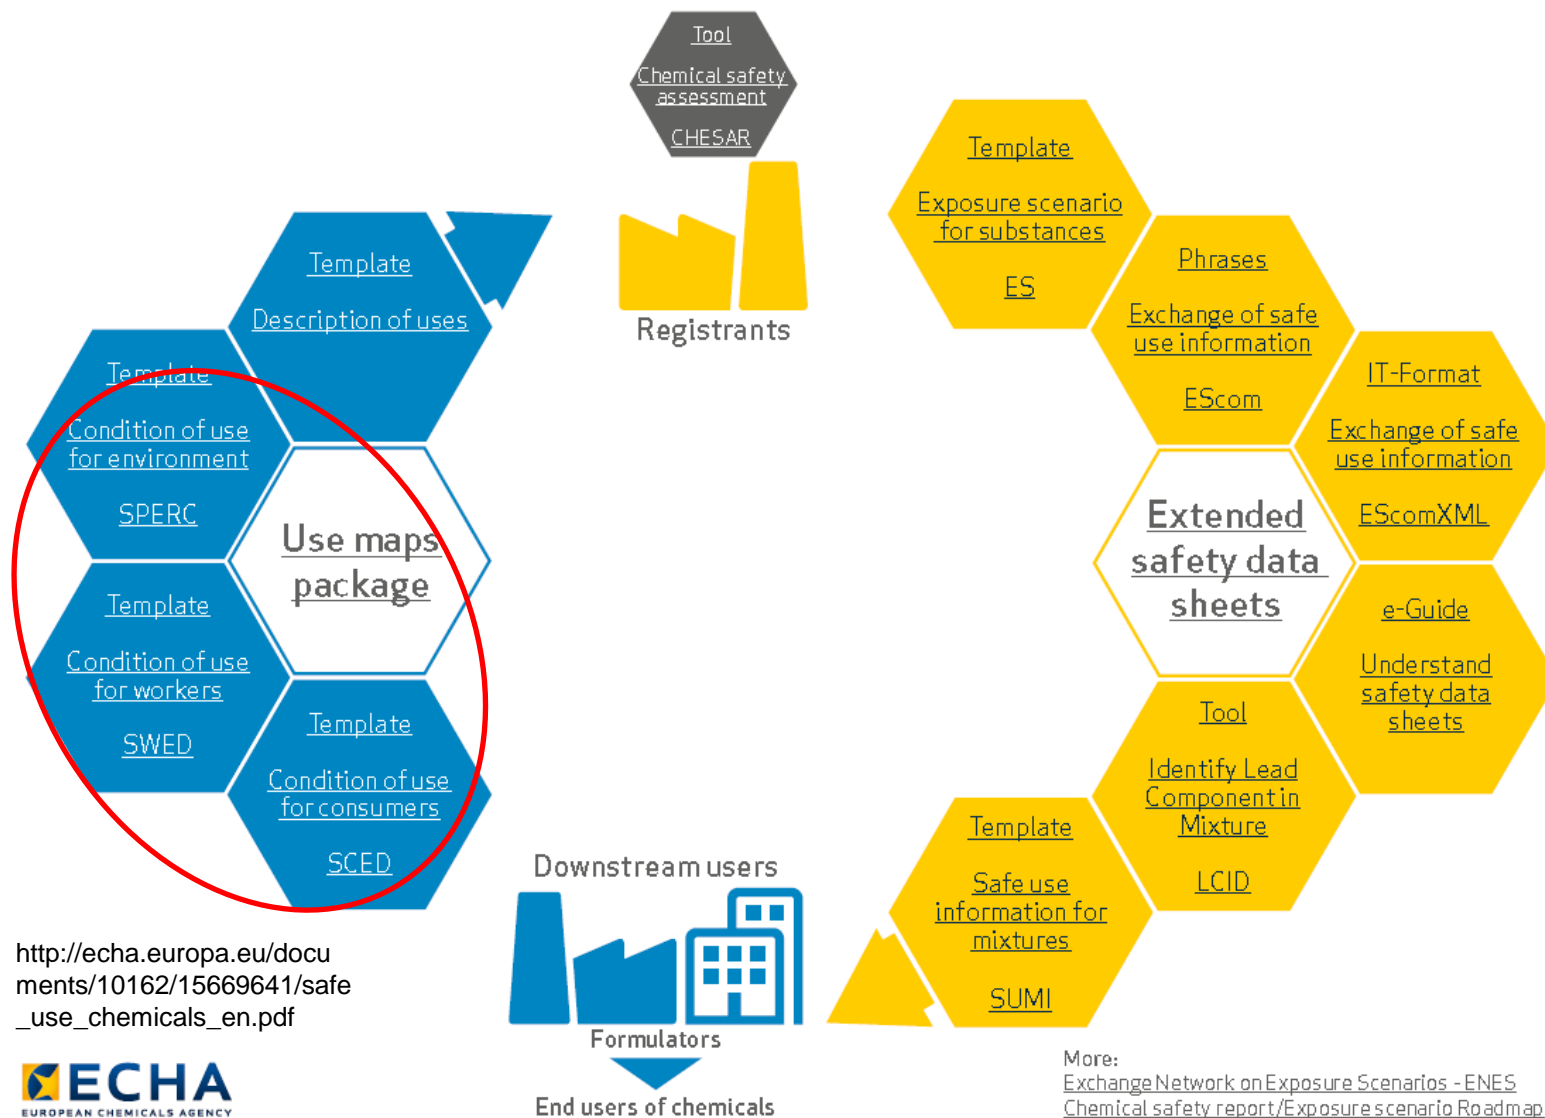 Tool
Chemical safety
assessment
CHESAR
Registrants
Template
Description of uses
Template
Condition of use
for environment
SPERC
Use maps
package
Template
Condition of use
for workers
SWED
Template
Condition of use
for consumers
SCED
Template
Exposure scenario
for substances
ES
Phrases
Exchange of safe
use information
EScom
IT-Format
Exchange of safe
use information
EScomXML
Extended
safety data
sheets
e-Guide
Understand
safety data
sheets
Tool
Identify Lead
Component in
Mixture
LCID
Template
Safe use
information for
mixtures
SUMI
Downstream users
Formulators
End users of chemicals
http://echa.europa.eu/docu
ments/10162/15669641/safe
_use_chemicals_en.pdf
ECHA
EUROPEAN CHEMICALS AGENCY
More:
Exchange Network on Exposure Scenarios - ENES
Chemical safety report/Exposure scenario Roadmap